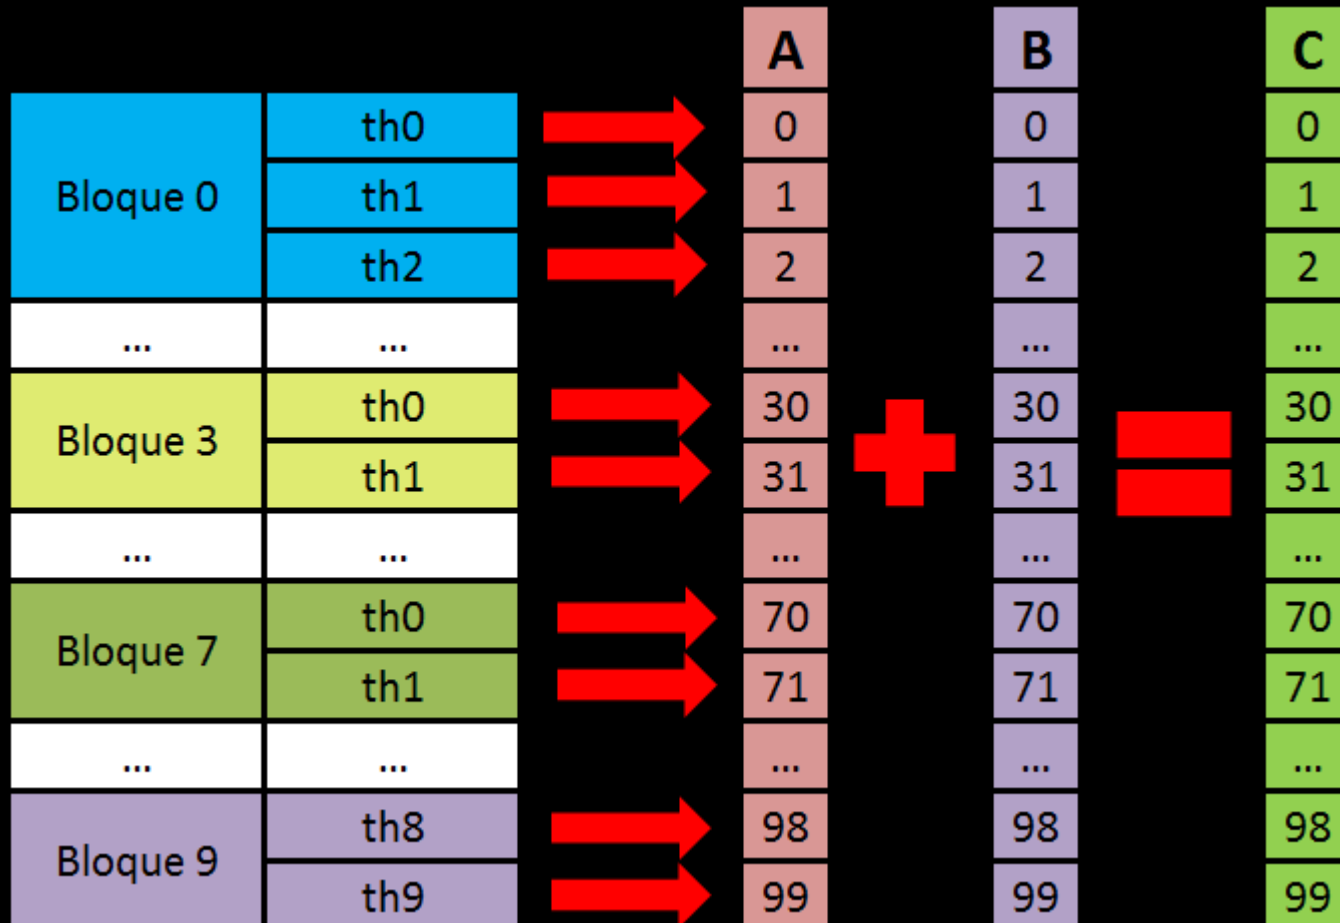 A B C
Bloque 0 th0 0 0 0
th1 1 1 1
th2 2 2 2
... ... ... ... ...
Bloque 3 th0 30 30 30
th1 31 31 31
... ... ... ... ...
Bloque 7 th0 70 70 70
th1 71 71 71
... ... ... ... ...
Bloque 9 th8 98 98 98
th9 99 99 99